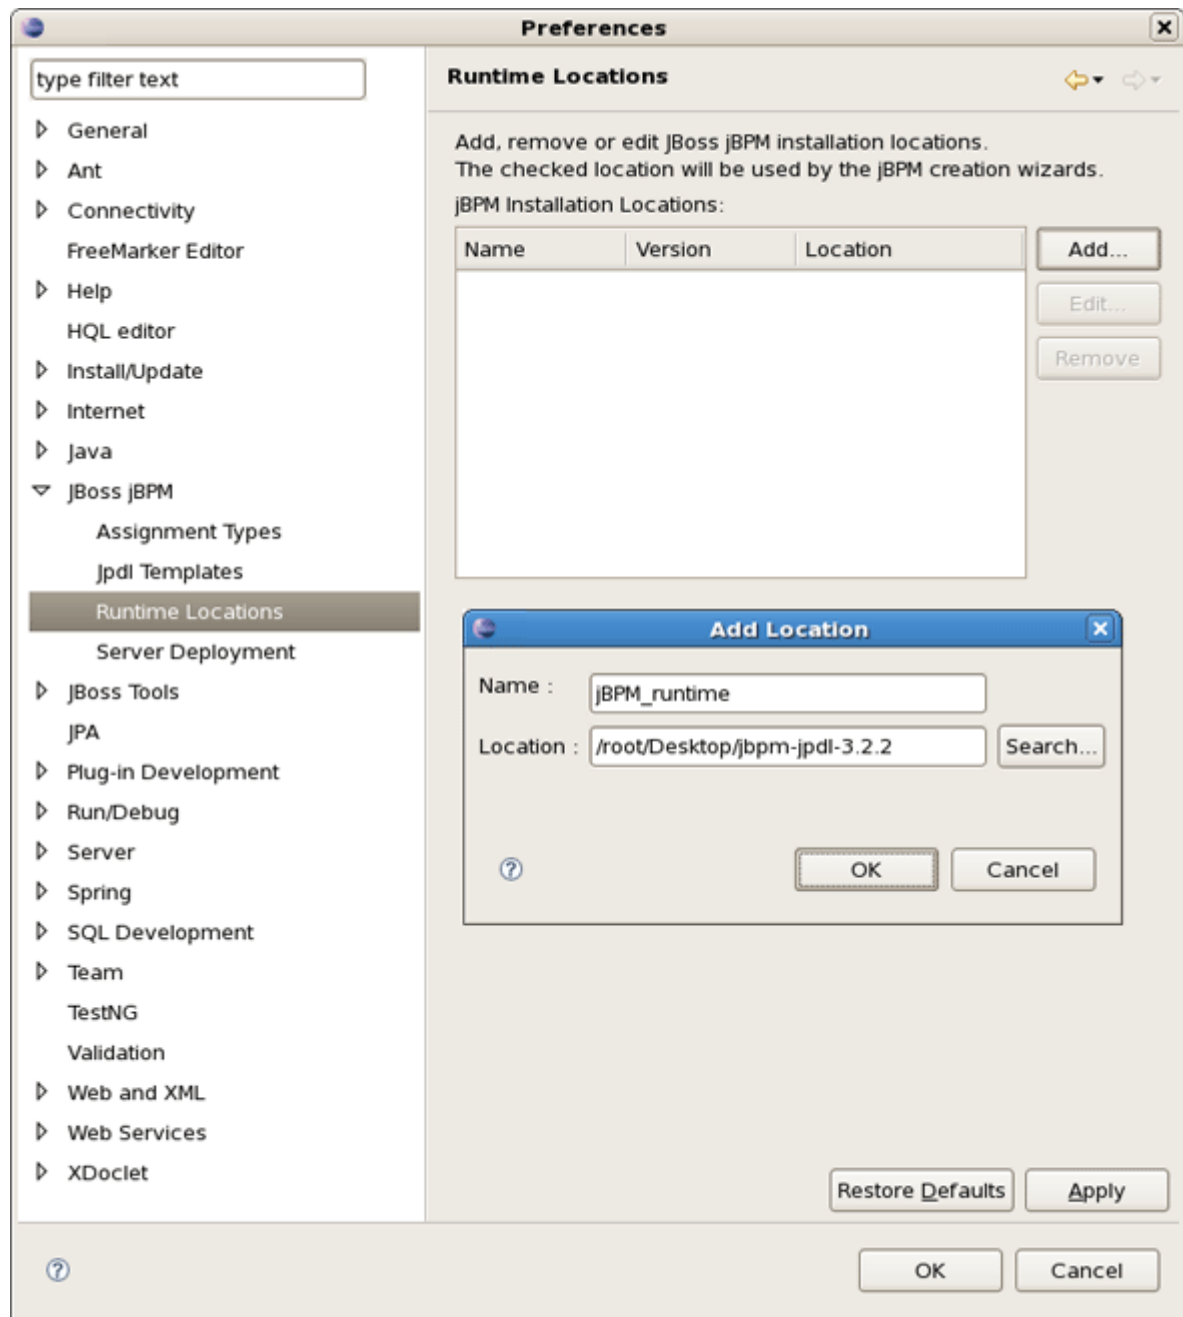 Preferences
type filter text
General
Ant
Connectivity
FreeMarker Editor
Help
HQL editor
Install/Update
Internet
Java
JBoss jBPM
Assignment Types
Jpdl Templates
Runtime Locations
Server Deployment
JBoss Tools
JPA
Plug-in Development
Run/Debug
Server
Spring
SQL Development
Team
TestNG
Validation
Web and XML
Web Services
XDoclet
Runtime Locations
Add, remove or edit JBoss jBPM installation locations.
The checked location will be used by the jBPM creation wizards.
jBPM Installation Locations:
Name Version Location
Add...
Edit...
Remove
Add Location
Name : jBPM_runtime
Location : /root/Desktop/jbpm-jpdl-3.2.2 Search...
OK Cancel
Restore Defaults Apply
OK Cancel